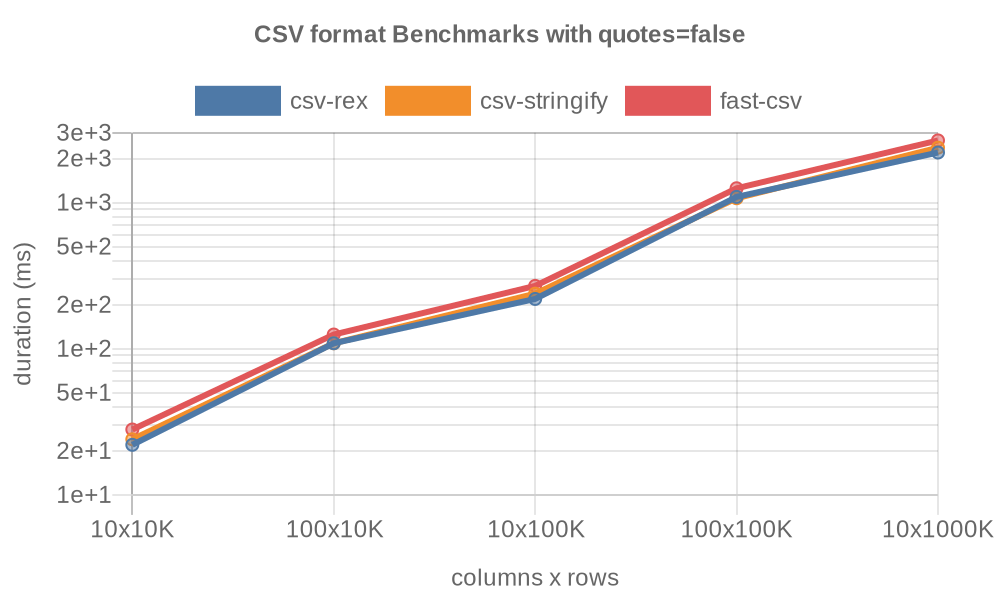 CSV format Benchmarks with quotes=false
csv-rex csv-stringify fast-csv
3e+3
2e+3
1e+3
5e+2
2e+2
1e+2
5e+1
2e+1
1e+1
duration (ms)
10x10K 100x10K 10x100K 100x100K 10x1000K
columns x rows